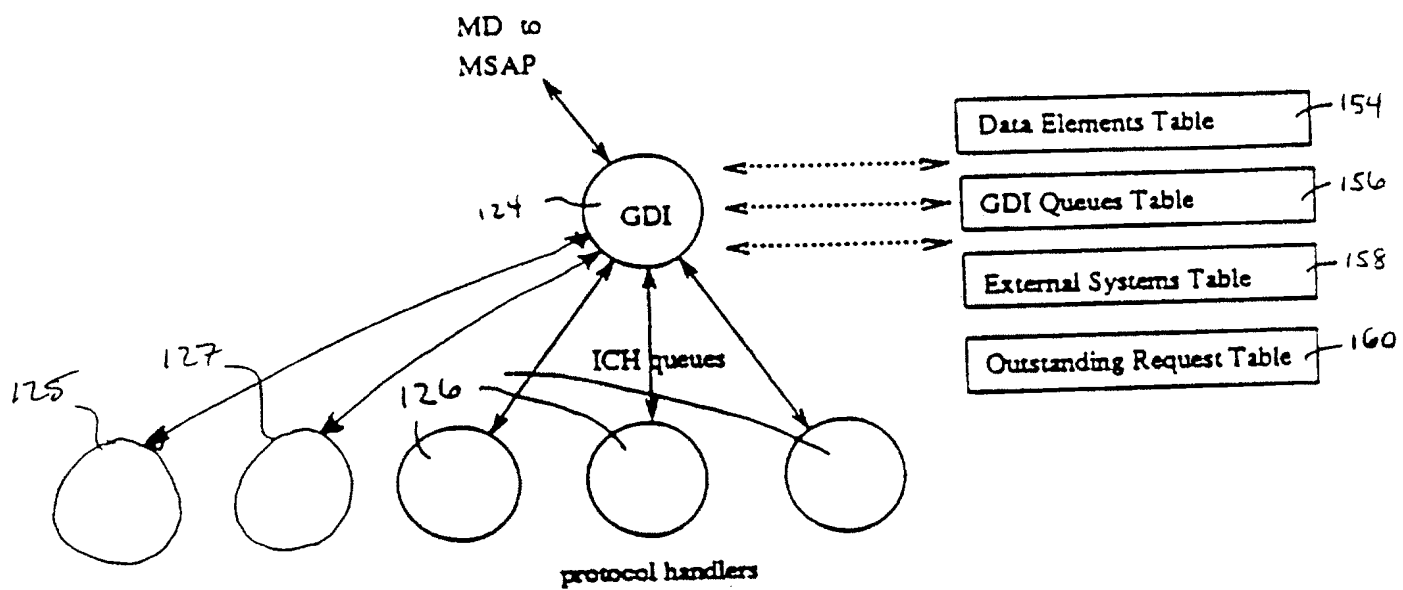 MD to
MSAP
Data Elements Table
154
124
GDI
GDI Queues Table
156
External Systems Table
158
Outstanding Request Table
160
ICH queues
125
127
126
protocol handlers